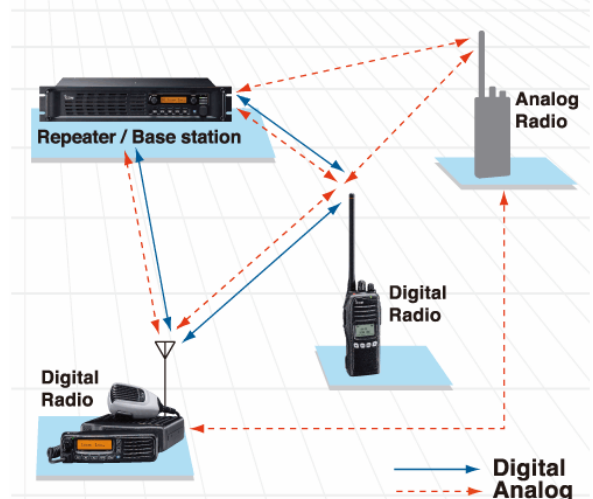 Analog
Radio
Repeater / Base station
Digital
Radio
Digital
Radio
Digital
Analog